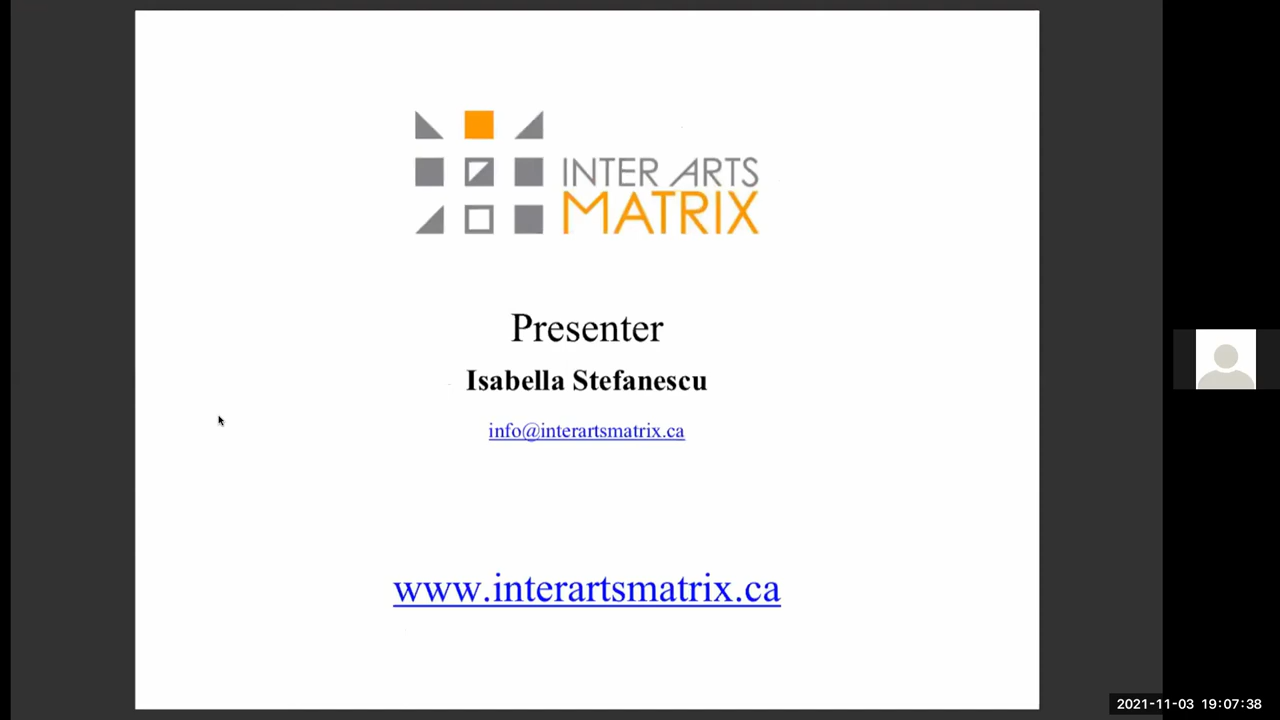 INTER ARTS
MATRIX
Presenter
Isabella Stefanescu
info@interartsmatrix.ca
www.interartsmatrix.ca
2021-11-03 19:07:38